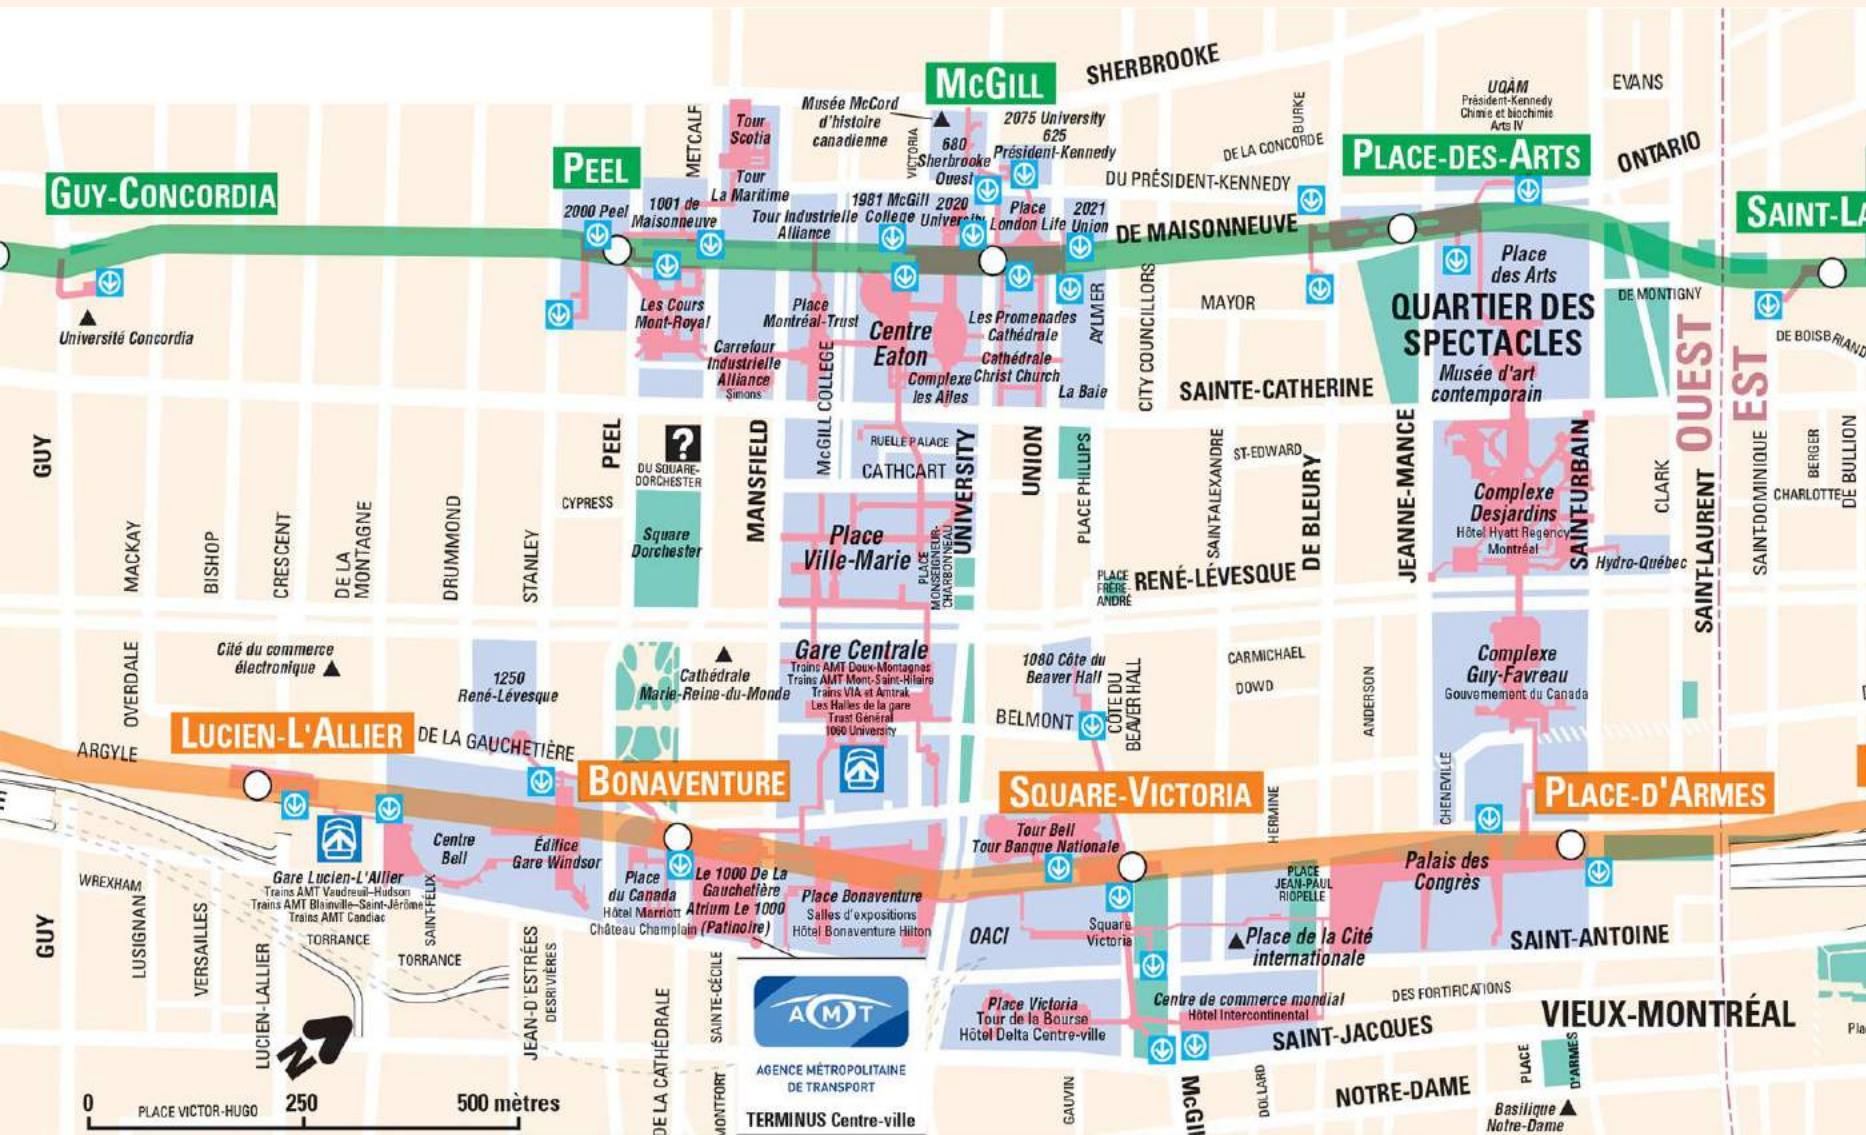 SHERBROOKE
McGILL
EVANS
UQÀM
Président-Kennedy
Chimie et biochimie
Arts IV
ONTARIO
BURKE
DE LA CONCORDE
PLACE-DES-ARTS
Musée McCord
d'histoire
canadienne
VICTORIA
METCALF
Tour
Scotia
2075 University
625
Président-Kennedy
680
Sherbrooke
Ouest
PEEL
GUY-CONCORDIA
Tour
La Maritime
DU PRÉSIDENT-KENNEDY
SAINT-LA
2000 Peel
1001 de
Maisonneuve
Tour Industrielle
Alliance
1981 McGill
College
2020
University
Place
London Life
2021
Union
DE MAISONNEUVE
Université Concordia
Les Cours
Mont-Royal
Place
Montréal-Trust
Centre
Eaton
Les Promenades
Cathédrale
AYLMER
CITY COUNCILLORS
MAYOR
Place
des Arts
QUARTIER DES
SPECTACLES
Musée d'art
contemporain
DE MONTIGNY
OUEST
EST
DE BOISBRIAND
Carrefour
Industrielle
Alliance
Simons
McGILL COLLEGE
Complexe
les Ailes
Cathédrale
Christ Church
La Baie
SAINTE-CATHERINE
GUY
PEEL
?
DU SQUARE-
DORCHESTER
MANSFIELD
RUELLE PALACE
CATHCART
UNIVERSITY
UNION
PLACE PHILLIPS
SAINT-ALEXANDRE
ST-EDWARD
DE BLEURY
JEANNE-MANCE
SAINT-URBAIN
CLARK
SAINT-LAURENT
SAINT-DOMINIQUE
BERGER
CHARLOTTE
DE BULLION
CYPRESS
MACKAY
BISHOP
CRESCENT
DE LA
MONTAGNE
DRUMMOND
STANLEY
Square
Dorchester
Place
Ville-Marie
PLACE
MONSEIGNEUR-
CHARBONNEAU
Complexe
Desjardins
Hôtel Hyatt Regency
Montréal
Hydro-Québec
PLACE
FRÈRE-
ANDRÉ
RENÉ-LÉVESQUE
OVERDALE
Cité du commerce
électronique
1250
René-Lévesque
Cathédrale
Marie-Reine-du-Monde
Gare Centrale
Trains AMT Deux-Montagnes
Trains AMT Mont-Saint-Hilaire
Trains VIA et Amtrak
Les Halles de la gare
Trust Général
1060 University
1080 Côte du
Beaver Hall
CÔTE DU
BEAVER HALL
BELMONT
CARMICHAEL
DOWD
ANDERSON
Complexe
Guy-Favreau
Gouvernement du Canada
LUCIEN-L'ALLIER
DE LA GAUCHETIÈRE
ARGYLE
BONAVENTURE
SQUARE-VICTORIA
HERMINE
CHENEVILLE
PLACE-D'ARMES
Centre
Bell
Édifice
Gare Windsor
Tour Bell
Tour Banque Nationale
Palais des
Congrès
PLACE
JEAN-PAUL
RIOPELLE
WREXHAM
Gare Lucien-L'Allier
Trains AMT Vaudreuil–Hudson
Trains AMT Blainville–Saint-Jérôme
Trains AMT Candiac
SAINT-FÉLIX
Place
du Canada
Hôtel Marriott
Château Champlain
Le 1000 De La
Gauchetière
Atrium Le 1000
(Patinoire)
Place Bonaventure
Salles d'expositions
Hôtel Bonaventure Hilton
OACI
Square
Victoria
Place de la Cité
internationale
SAINT-ANTOINE
GUY
LUSIGNAN
VERSAILLES
LUCIEN-LALLIER
TORRANCE
TORRANCE
JEAN-D'ESTRÉES
DESRIVIÈRES
SAINTE-CÉCILE
DE LA CATHÉDRALE
MONTFORT
N
AMT
AGENCE MÉTROPOLITAINE
DE TRANSPORT
TERMINUS Centre-ville
Place Victoria
Tour de la Bourse
Hôtel Delta Centre-ville
Centre de commerce mondial
Hôtel Intercontinental
DES FORTIFICATIONS
SAINT-JACQUES
VIEUX-MONTRÉAL
Pla
GAUVIN
McGIL
DOLLARD
NOTRE-DAME
PLACE
D'ARMES
Basilique
Notre-Dame
0
PLACE VICTOR-HUGO
250
500 mètres